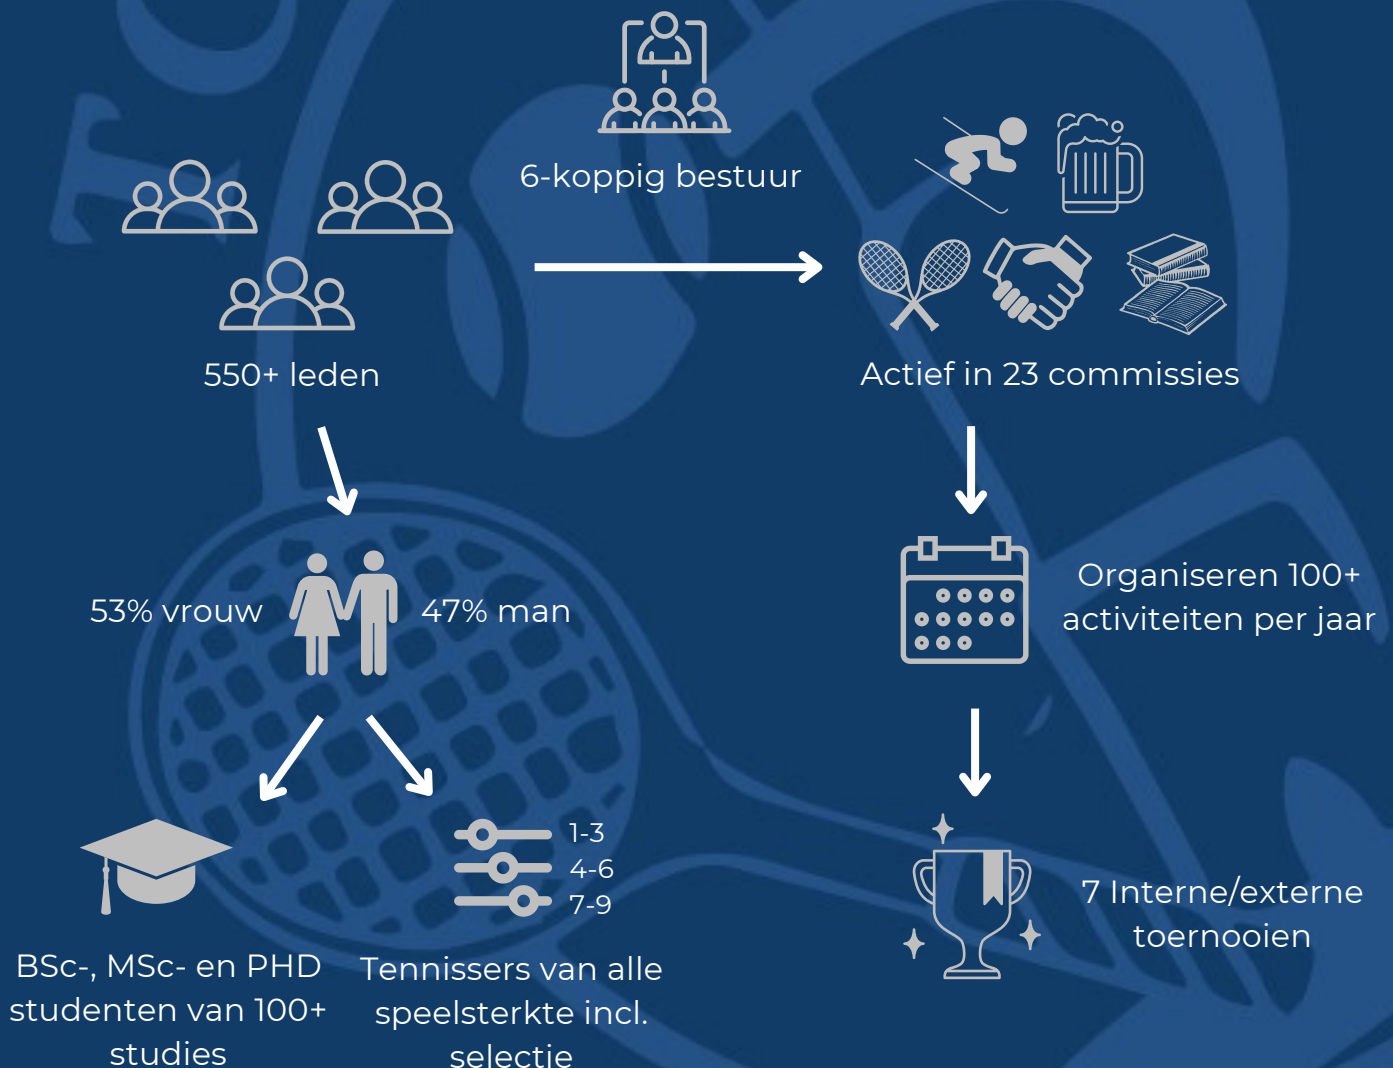 6-koppig bestuur
550+ leden
Actief in 23 commissies
53% vrouw
47% man
Organiseren 100+
activiteiten per jaar
1-3
4-6
7-9
BSc-, MSc- en PHD
studenten van 100+
studies
Tennissers van alle
speelsterkte incl.
selectie
7 Interne/externe
toernooien